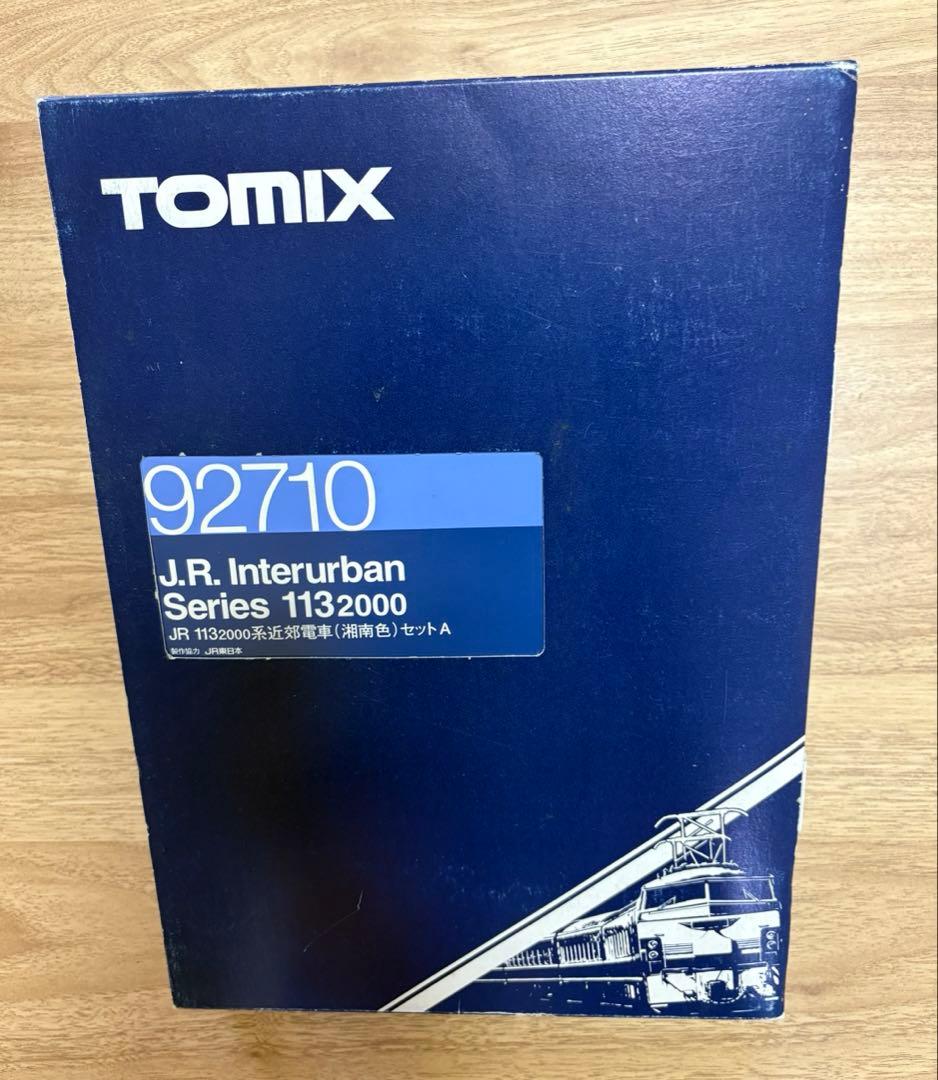 TOMIX
92710
J.R. Interurban
Series 113 2000
JR 113 2000系近郊電車(湘南色)セットA
製作協力 JR東日本